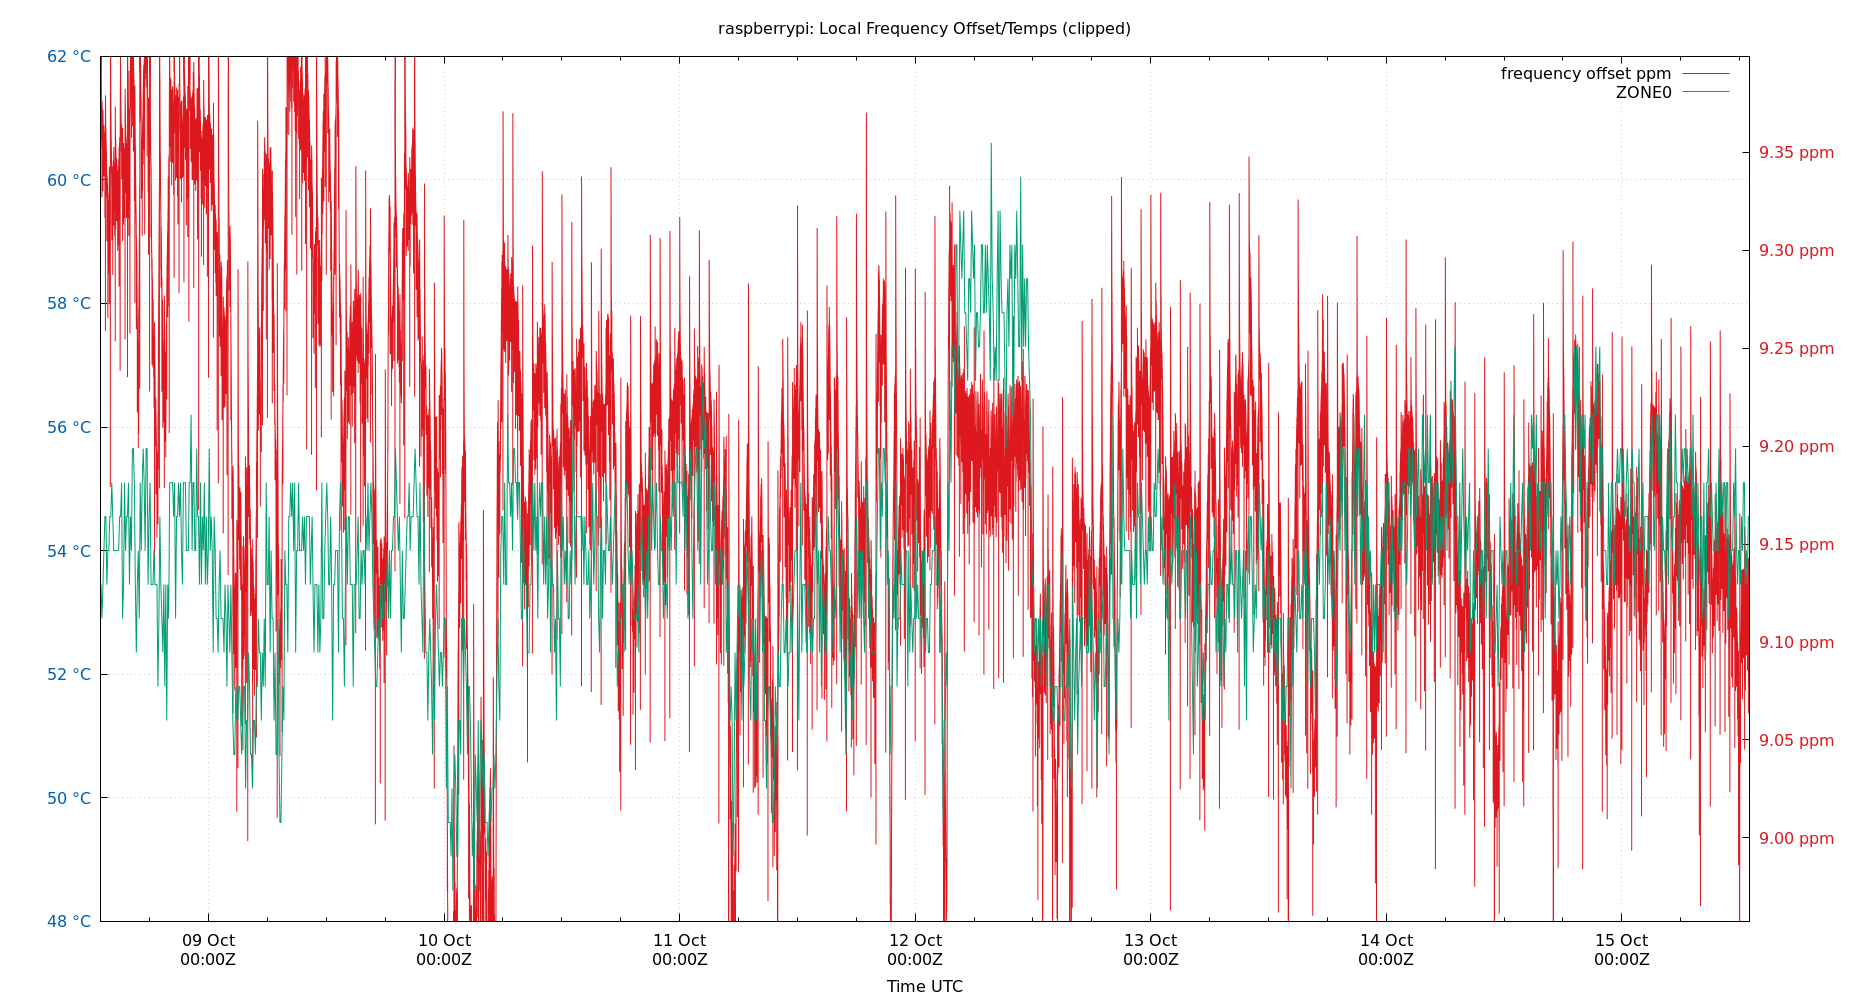 raspberrypi: Local Frequency Offset/Temps (clipped)
frequency offset ppm
ZONE0
62 °C
60 °C
58 °C
56 °C
54 °C
52 °C
50 °C
48 °C
9.35 ppm
9.30 ppm
9.25 ppm
9.20 ppm
9.15 ppm
9.10 ppm
9.05 ppm
9.00 ppm
09 Oct
00:00Z
10 Oct
00:00Z
11 Oct
00:00Z
12 Oct
00:00Z
13 Oct
00:00Z
14 Oct
00:00Z
15 Oct
00:00Z
Time UTC